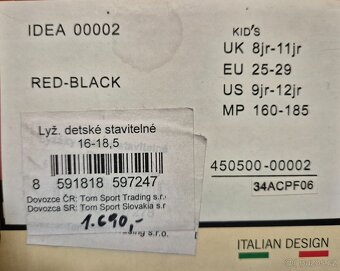 IDEA 00002
RED-BLACK
KID'S
UK 8jr-11jr
EU 25-29
US 9jr-12jr
MP 160-185
Lyž. detské stavitelné
16-18,5
8 591818 597247
Dovozce ČR: Tom Sport Trading s.r.
Dovozca SR: Tom Sport Slovakia s.r
1.690,-
450500-00002
34ACPF06
ITALIAN DESIGN